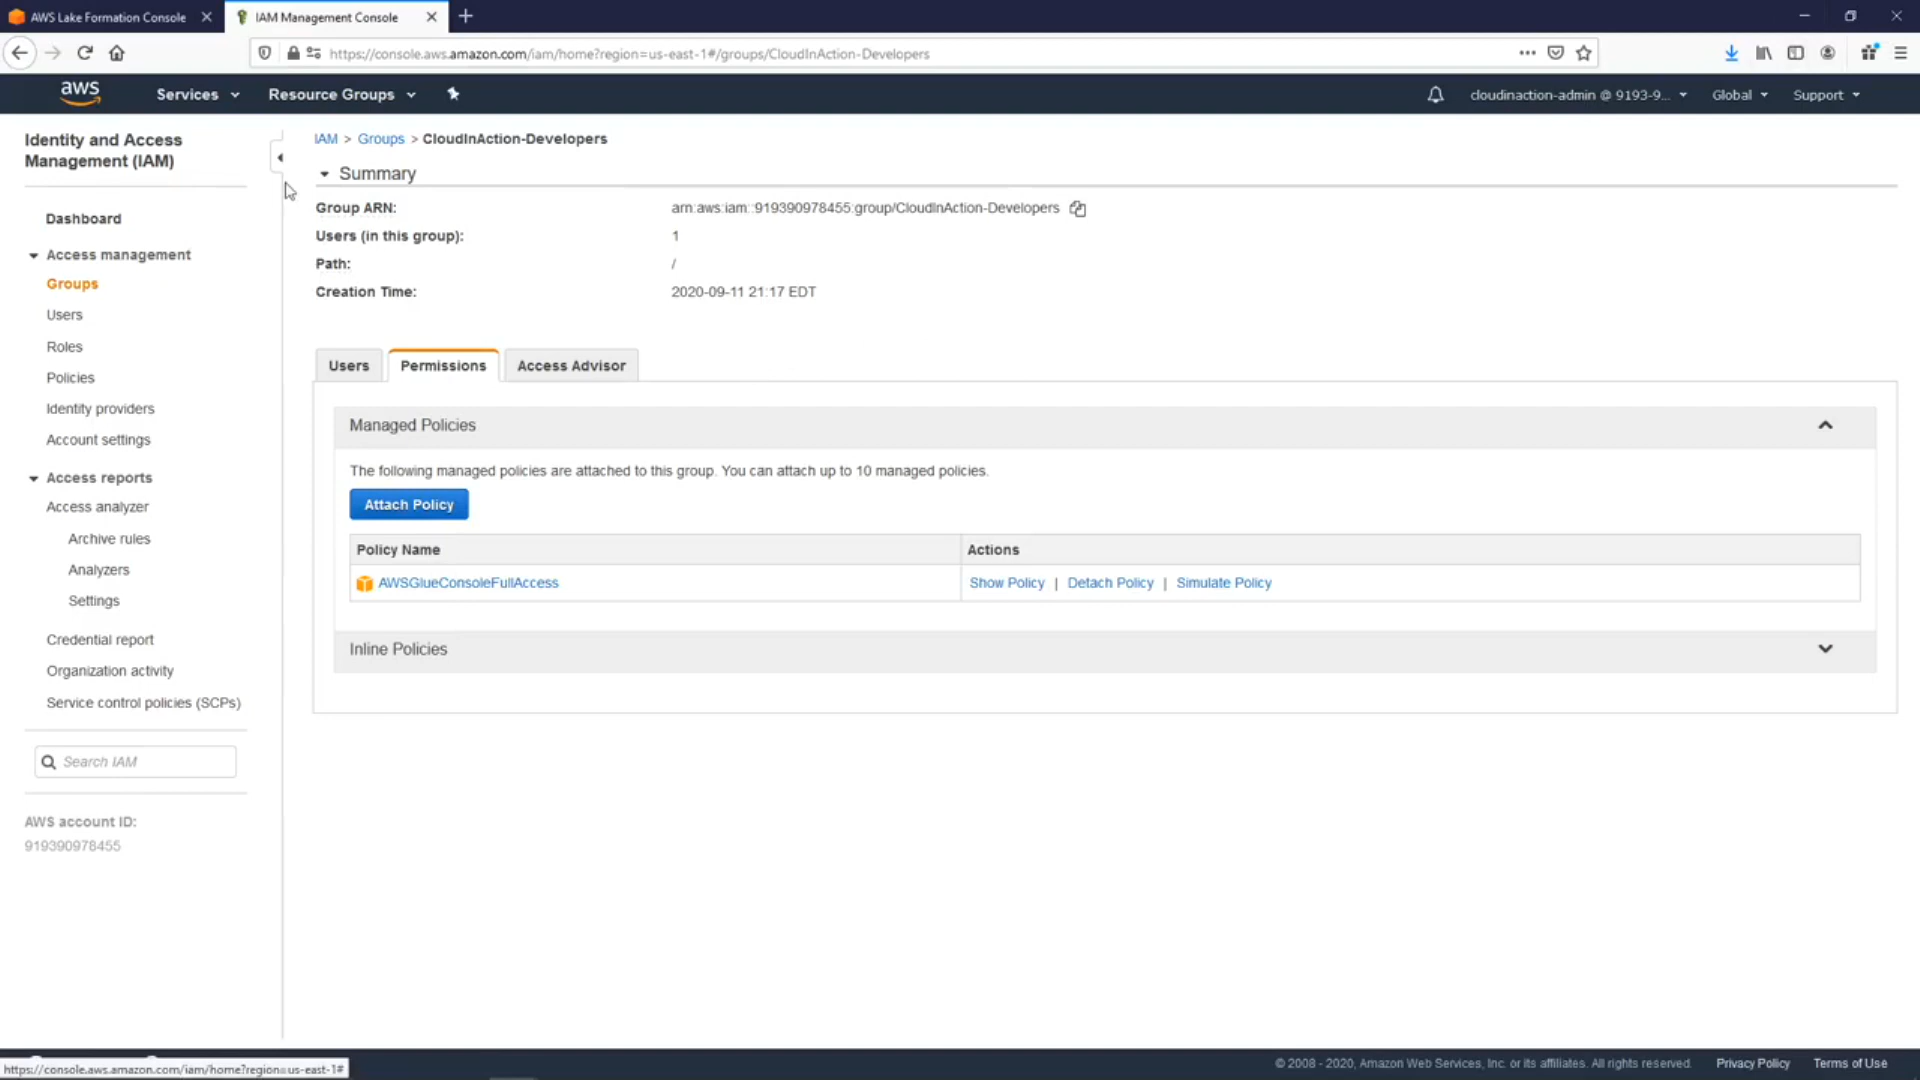 AWS Lake Formation Console
IAM Management Console
https://console.aws.amazon.com/iam/home?region=us-east-1#/groups/CloudInAction-Developers
aws
Services
Resource Groups
cloudinaction-admin @ 9193-9...
Global
Support
Identity and Access
Management (IAM)
Dashboard
Access management
Groups
Users
Roles
Policies
Identity providers
Account settings
Access reports
Access analyzer
Archive rules
Analyzers
Settings
Credential report
Organization activity
Service control policies (SCPs)
Search IAM
AWS account ID:
919390978455
IAM > Groups > CloudInAction-Developers
Summary
Group ARN: arn:aws:iam::919390978455:group/CloudInAction-Developers
Users (in this group): 1
Path: /
Creation Time: 2020-09-11 21:17 EDT
Users
Permissions
Access Advisor
Managed Policies
The following managed policies are attached to this group. You can attach up to 10 managed policies.
Attach Policy
Policy Name Actions
AWSGlueConsoleFullAccess Show Policy | Detach Policy | Simulate Policy
Inline Policies
https://console.aws.amazon.com/iam/home?region=us-east-1#
© 2008 - 2020, Amazon Web Services, Inc. or its affiliates. All rights reserved.
Privacy Policy
Terms of Use